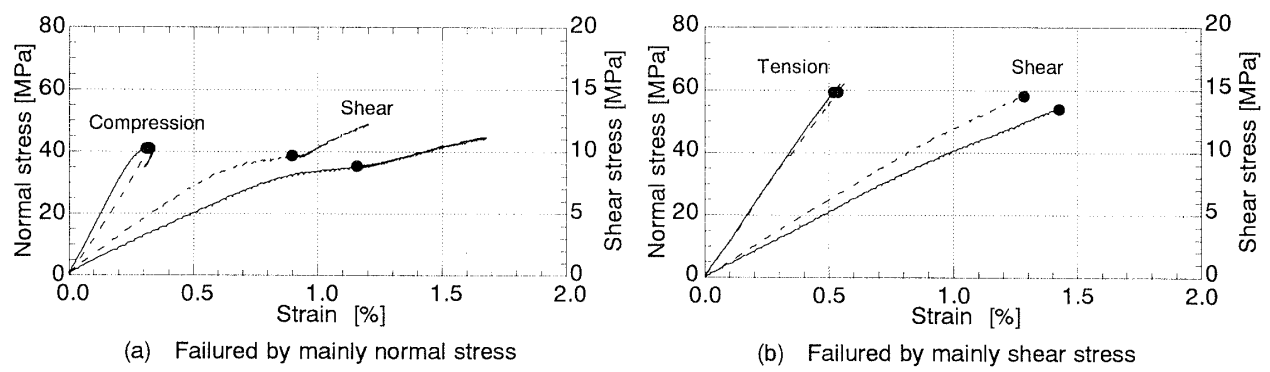 80
60
40
20
0
Normal stress [MPa]
20
15
10
5
0
Shear stress [MPa]
Compression
Shear
0.0 0.5 1.0 1.5 2.0
Strain [%]
(a) Failured by mainly normal stress
80
60
40
20
0
Normal stress [MPa]
20
15
10
5
0
Shear stress [MPa]
Tension
Shear
0.0 0.5 1.0 1.5 2.0
Strain [%]
(b) Failured by mainly shear stress